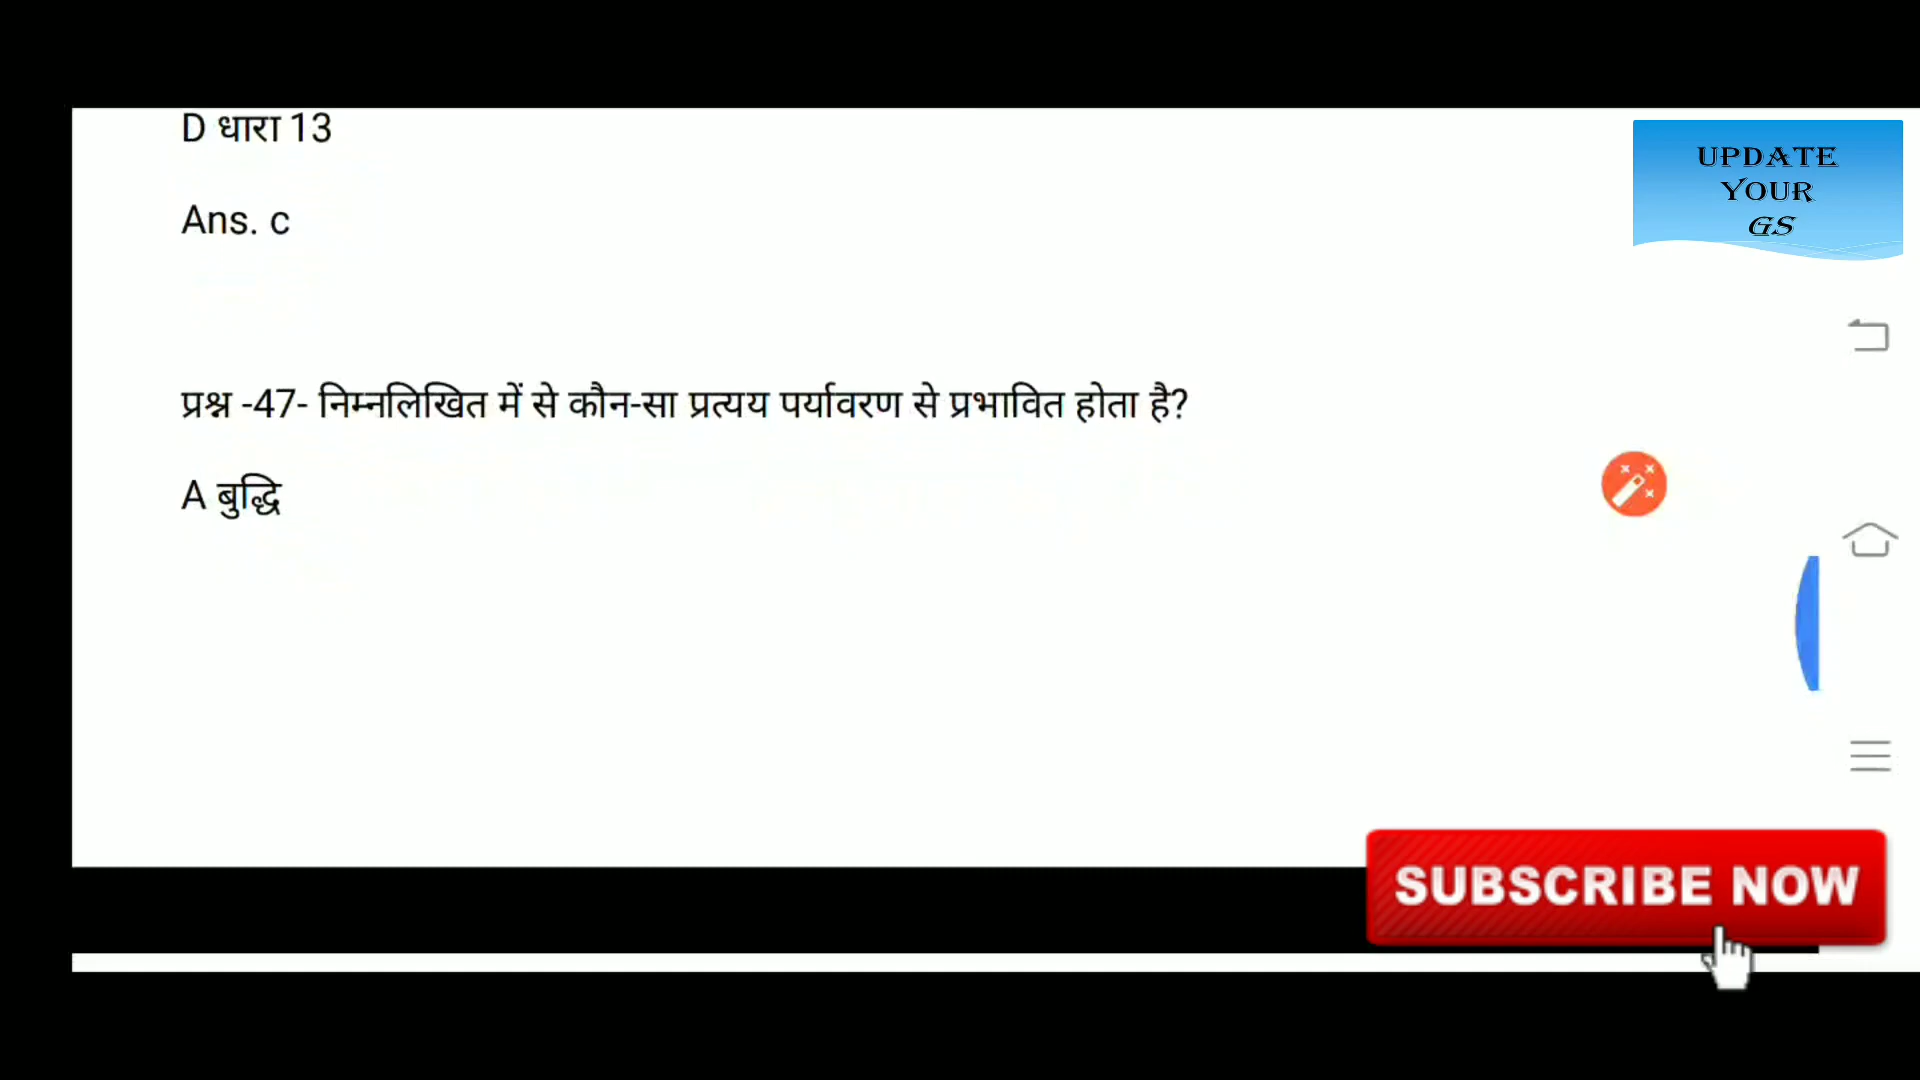 D धारा 13
UPDATE
YOUR
GS
Ans. c
प्रश्न -47- निम्नलिखित में से कौन-सा प्रत्यय पर्यावरण से प्रभावित होता है?
A बुद्धि
SUBSCRIBE NOW